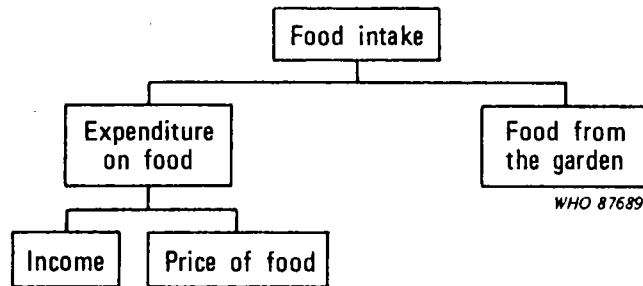 Food intake
Expenditure
on food
Food from
the garden
WHO 87689
Income
Price of food